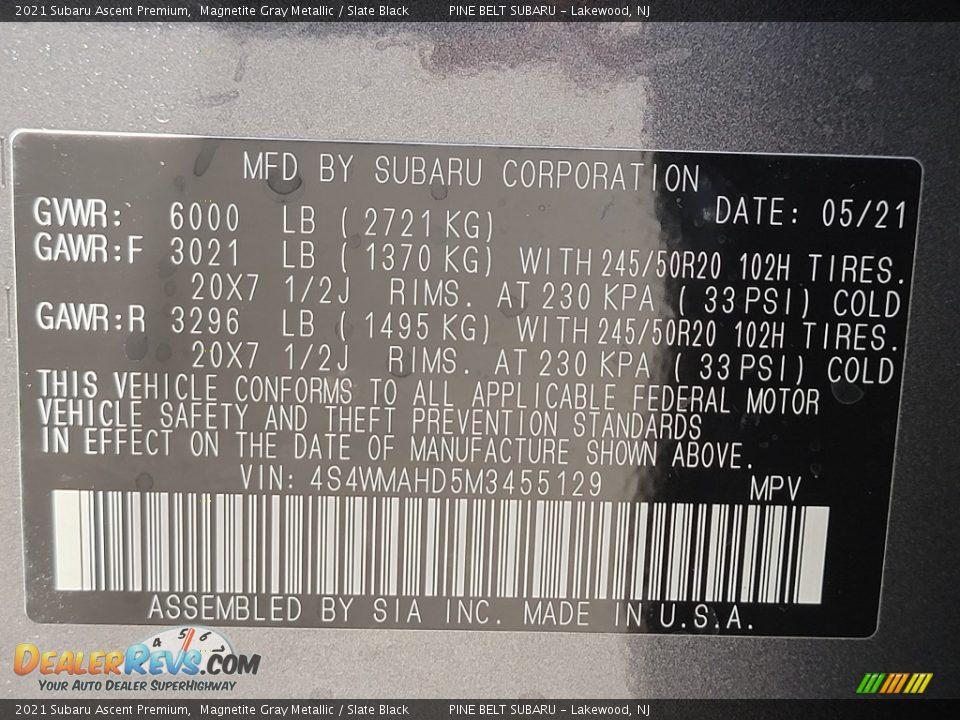 2021 Subaru Ascent Premium, Magnetite Gray Metallic / Slate Black PINE BELT SUBARU - Lakewood, NJ
MFD BY SUBARU CORPORATION
GVWR: 6000 LB ( 2721 KG) DATE: 05/21
GAWR:F 3021 LB ( 1370 KG) WITH 245/50R20 102H TIRES.
20X7 1/2J RIMS. AT 230 KPA ( 33 PSI) COLD
GAWR:R 3296 LB ( 1495 KG) WITH 245/50R20 102H TIRES.
20X7 1/2J RIMS. AT 230 KPA ( 33 PSI) COLD
THIS VEHICLE CONFORMS TO ALL APPLICABLE FEDERAL MOTOR
VEHICLE SAFETY AND THEFT PREVENTION STANDARDS
IN EFFECT ON THE DATE OF MANUFACTURE SHOWN ABOVE.
VIN: 4S4WMAHD5M3455129 MPV
ASSEMBLED BY SIA INC. MADE IN U.S.A.
4 5 6
DEALERREVS.COM
YOUR AUTO DEALER SUPERHIGHWAY
2021 Subaru Ascent Premium, Magnetite Gray Metallic / Slate Black PINE BELT SUBARU - Lakewood, NJ